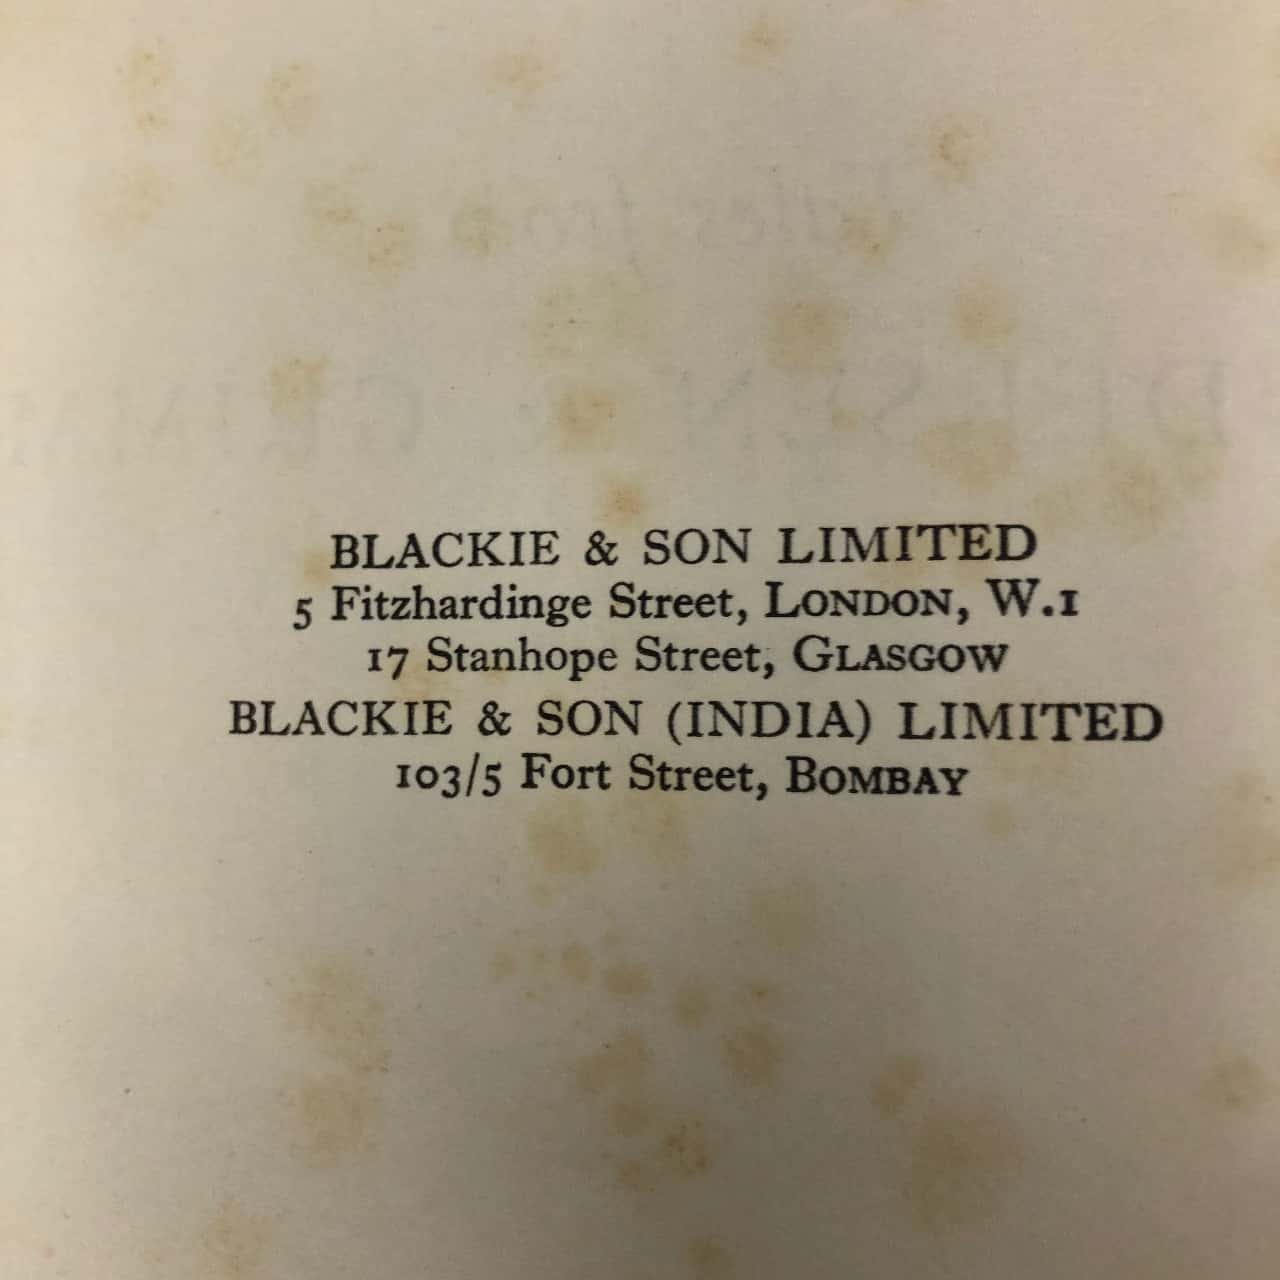 BLACKIE & SON LIMITED
5 Fitzhardinge Street, LONDON, W.1
17 Stanhope Street, GLASGOW
BLACKIE & SON (INDIA) LIMITED
103/5 Fort Street, BOMBAY